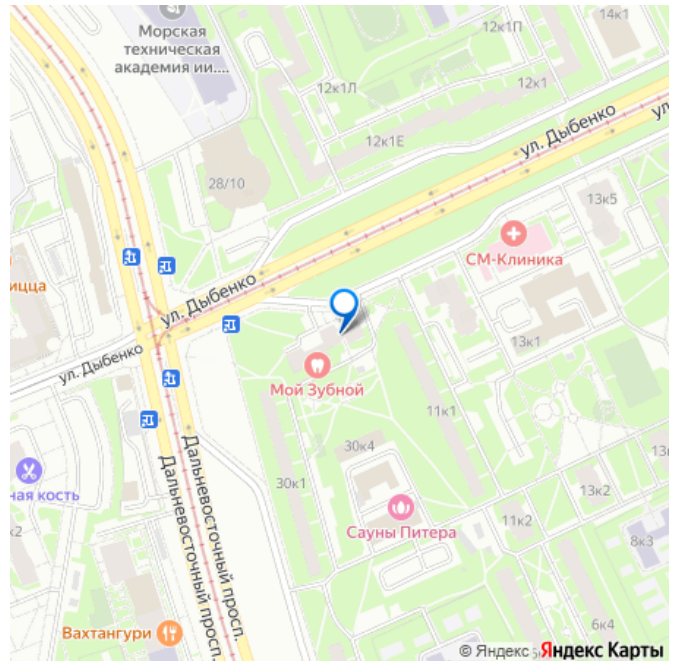 Морская
техническая
академия ии....
12к1П
14к1
12к1Л
12к1
12к1Е
ул. Дыбенко
ул.
28/10
13к5
СМ-Клиника
ицца
ул. Дыбенко
13к1
ул. Дыбенко
Мой Зубной
11к1
30к4
30к1
Дальневосточный просп.
Дальневосточный просп.
ная кость
13к2
Сауны Питера
11к2
к2
8к3
Вахтангури
6к4
© Яндекс
Яндекс Карты